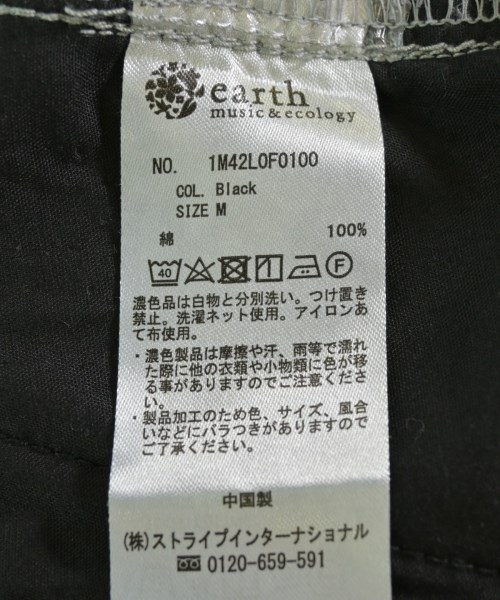 earth
music&ecology
NO. 1M42L0F0100
COL. Black
SIZE M
綿 100%
40 F
濃色品は白物と分別洗い。つけ置き
禁止。洗濯ネット使用。アイロンあ
て布使用。
・濃色製品は摩擦や汗、雨等で濡れ
た際に他の衣類や小物類に色が移
る事がありますのでご注意くださ
い。
・製品加工のため色、サイズ、風合
いなどにバラつきがありますので
ご了承ください。
中国製
(株)ストライプインターナショナル
0120-659-591